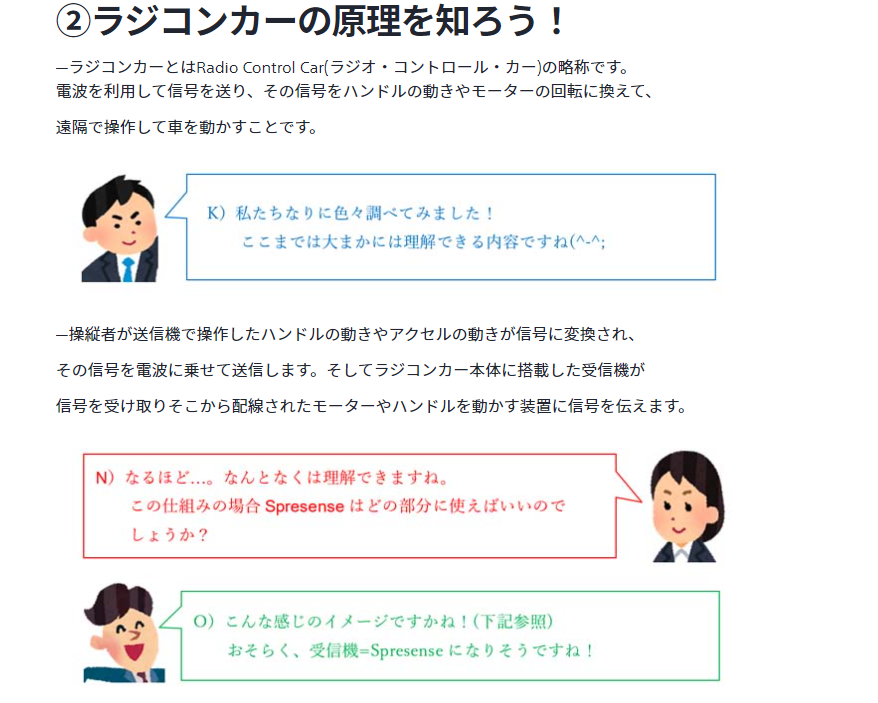 ②ラジコンカーの原理を知ろう！
―ラジコンカーとはRadio Control Car(ラジオ・コントロール・カー)の略称です。
電波を利用して信号を送り、その信号をハンドルの動きやモーターの回転に換えて、
遠隔で操作して車を動かすことです。
K）私たちなりに色々調べてみました！
ここまでは大まかには理解できる内容ですね(^-^;
―操縦者が送信機で操作したハンドルの動きやアクセルの動きが信号に変換され、
その信号を電波に乗せて送信します。そしてラジコンカー本体に搭載した受信機が
信号を受け取りそこから配線されたモーターやハンドルを動かす装置に信号を伝えます。
N）なるほど…。なんとなくは理解できますね。
この仕組みの場合 Spresense はどの部分に使えばいいので
しょうか？
O）こんな感じのイメージですかね！(下記参照)
おそらく、受信機=Spresense になりそうですね！